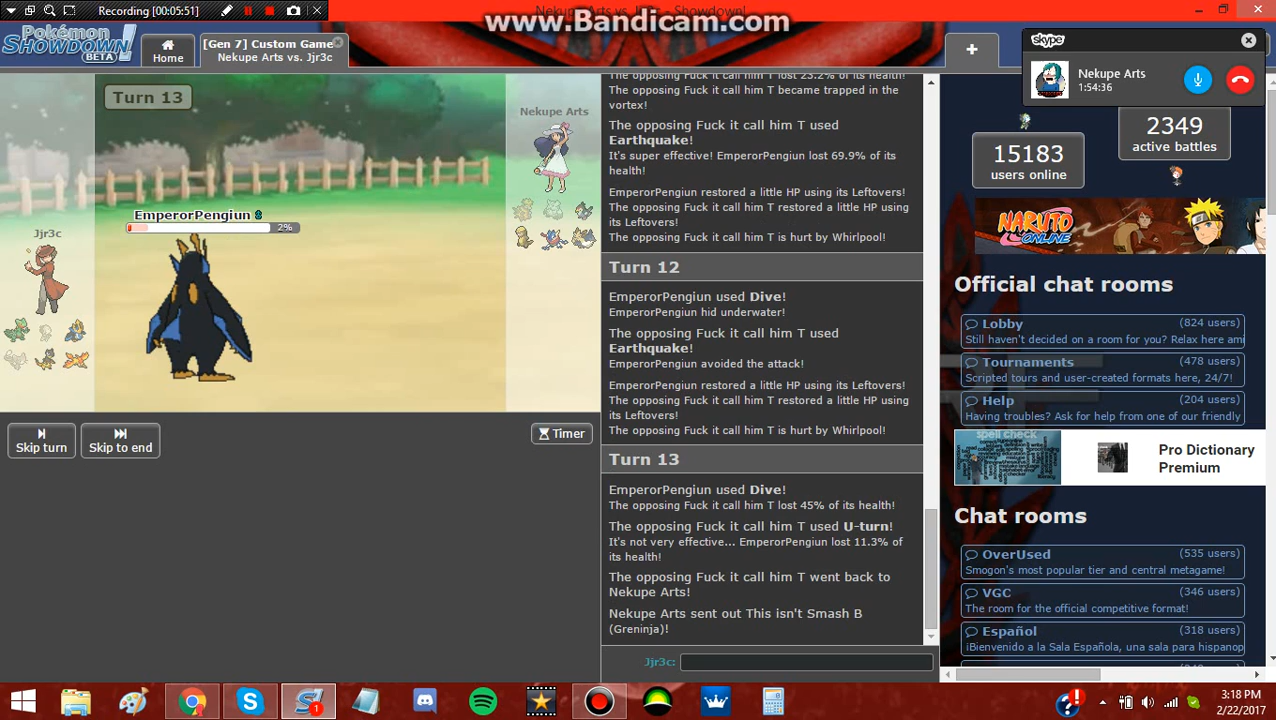 Recording [00:05:51]
www.Bandicam.com
Pokémon
Showdown!
BETA
Home
[Gen 7] Custom Game
Nekupe Arts vs. Jjr3c
skype
Nekupe Arts
1:54:36
Turn 13
Nekupe Arts
EmperorPengiun
2%
Jjr3c
Skip turn
Skip to end
Timer
The opposing Fuck it call him T lost 23.2% of its health!
The opposing Fuck it call him T became trapped in the
vortex!
The opposing Fuck it call him T used
Earthquake!
It's super effective! EmperorPengiun lost 69.9% of its
health!
EmperorPengiun restored a little HP using its Leftovers!
The opposing Fuck it call him T restored a little HP using
its Leftovers!
The opposing Fuck it call him T is hurt by Whirlpool!
Turn 12
EmperorPengiun used Dive!
EmperorPengiun hid underwater!
The opposing Fuck it call him T used
Earthquake!
EmperorPengiun avoided the attack!
EmperorPengiun restored a little HP using its Leftovers!
The opposing Fuck it call him T restored a little HP using
its Leftovers!
The opposing Fuck it call him T is hurt by Whirlpool!
Turn 13
EmperorPengiun used Dive!
The opposing Fuck it call him T lost 45% of its health!
The opposing Fuck it call him T used U-turn!
It's not very effective... EmperorPengiun lost 11.3% of
its health!
The opposing Fuck it call him T went back to
Nekupe Arts!
Nekupe Arts sent out This isn't Smash B
(Greninja)!
Jjr3c:
15183
users online
2349
active battles
NARUTO
ONLINE
Official chat rooms
Lobby (824 users)
Still haven't decided on a room for you? Relax here ami
Tournaments (478 users)
Scripted tours and user-created formats here, 24/7!
Help (204 users)
Having troubles? Ask for help from one of our friendly
spell check
Pro Dictionary
Premium
Chat rooms
OverUsed (535 users)
Smogon's most popular tier and central metagame!
VGC (346 users)
The room for the official competitive format!
Español (318 users)
¡Bienvenido a la Sala Española, una sala para hispanop
1
3:18 PM
2/22/2017